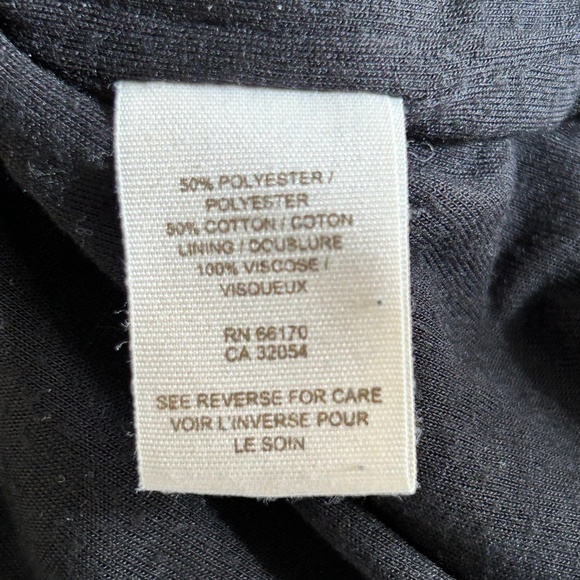 50% POLYESTER /
POLYESTER
50% COTTON / COTON
LINING / DOUBLURE
100% VISCOSE /
VISQUEUX
RN 66170
CA 32054
SEE REVERSE FOR CARE
VOIR L'INVERSE POUR
LE SOIN